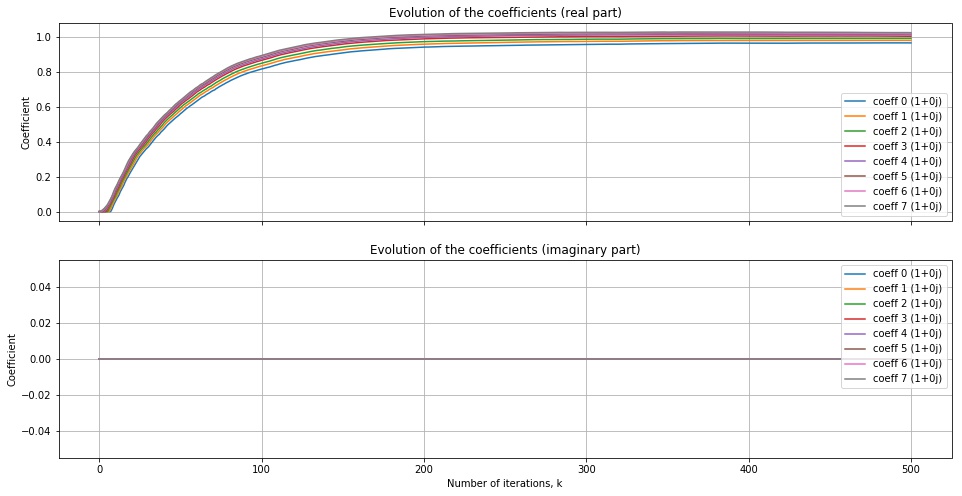 Evolution of the coefficients (real part)
1.0
0.8
0.6
0.4
0.2
0.0
Coefficient
coeff 0 (1+0j)
coeff 1 (1+0j)
coeff 2 (1+0j)
coeff 3 (1+0j)
coeff 4 (1+0j)
coeff 5 (1+0j)
coeff 6 (1+0j)
coeff 7 (1+0j)
Evolution of the coefficients (imaginary part)
0.04
0.02
0.00
−0.02
−0.04
Coefficient
coeff 0 (1+0j)
coeff 1 (1+0j)
coeff 2 (1+0j)
coeff 3 (1+0j)
coeff 4 (1+0j)
coeff 5 (1+0j)
coeff 6 (1+0j)
coeff 7 (1+0j)
0 100 200 300 400 500
Number of iterations, k